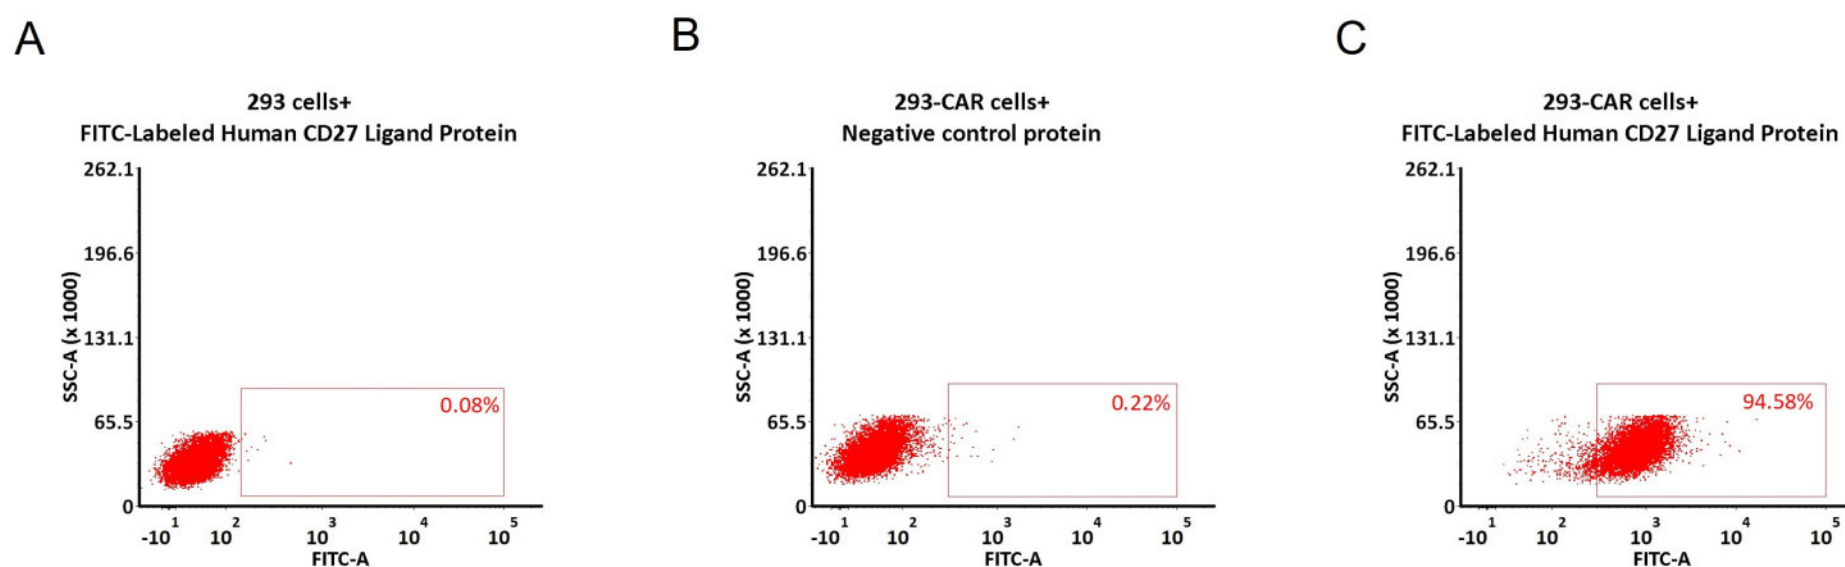 A
293 cells+
FITC-Labeled Human CD27 Ligand Protein
262.1
196.6
131.1
65.5
0
SSC-A (x 1000)
0.08%
-10^1 10^2 10^3 10^4 10^5
FITC-A
B
293-CAR cells+
Negative control protein
262.1
196.6
131.1
65.5
0
SSC-A (x 1000)
0.22%
-10^1 10^2 10^3 10^4 10^5
FITC-A
C
293-CAR cells+
FITC-Labeled Human CD27 Ligand Protein
262.1
196.6
131.1
65.5
0
SSC-A (x 1000)
94.58%
-10^1 10^2 10^3 10^4 10^5
FITC-A